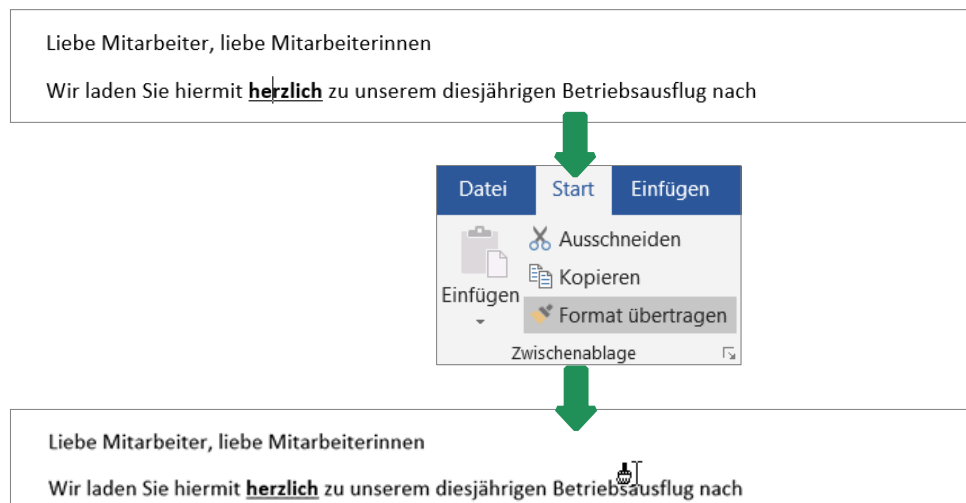 Liebe Mitarbeiter, liebe Mitarbeiterinnen
Wir laden Sie hiermit herzlich zu unserem diesjährigen Betriebsausflug nach
Datei Start Einfügen
Ausschneiden
Kopieren
Einfügen
Format übertragen
Zwischenablage
Liebe Mitarbeiter, liebe Mitarbeiterinnen
Wir laden Sie hiermit herzlich zu unserem diesjährigen Betriebsausflug nach